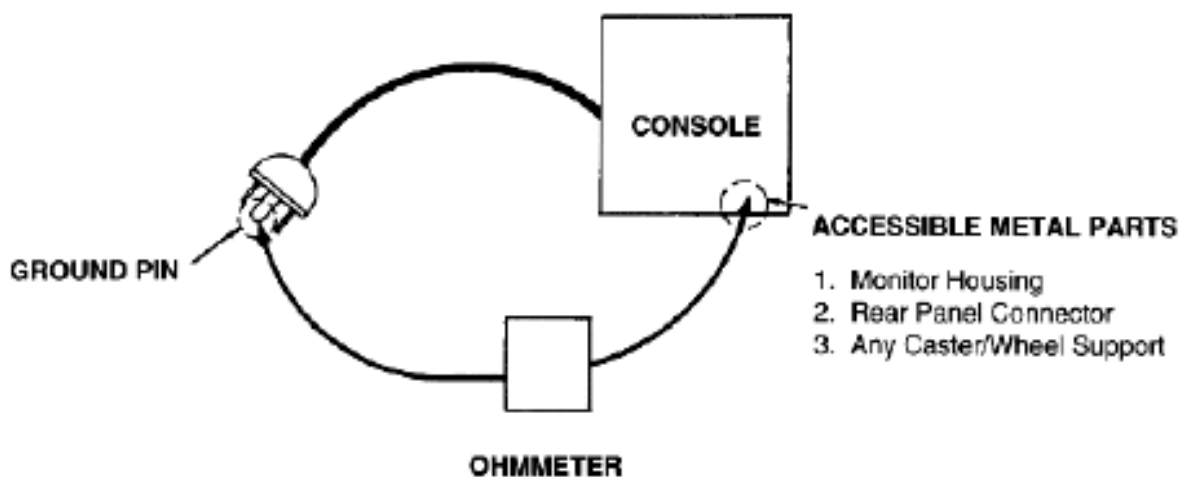 CONSOLE
GROUND PIN
ACCESSIBLE METAL PARTS
1. Monitor Housing
2. Rear Panel Connector
3. Any Caster/Wheel Support
OHMMETER